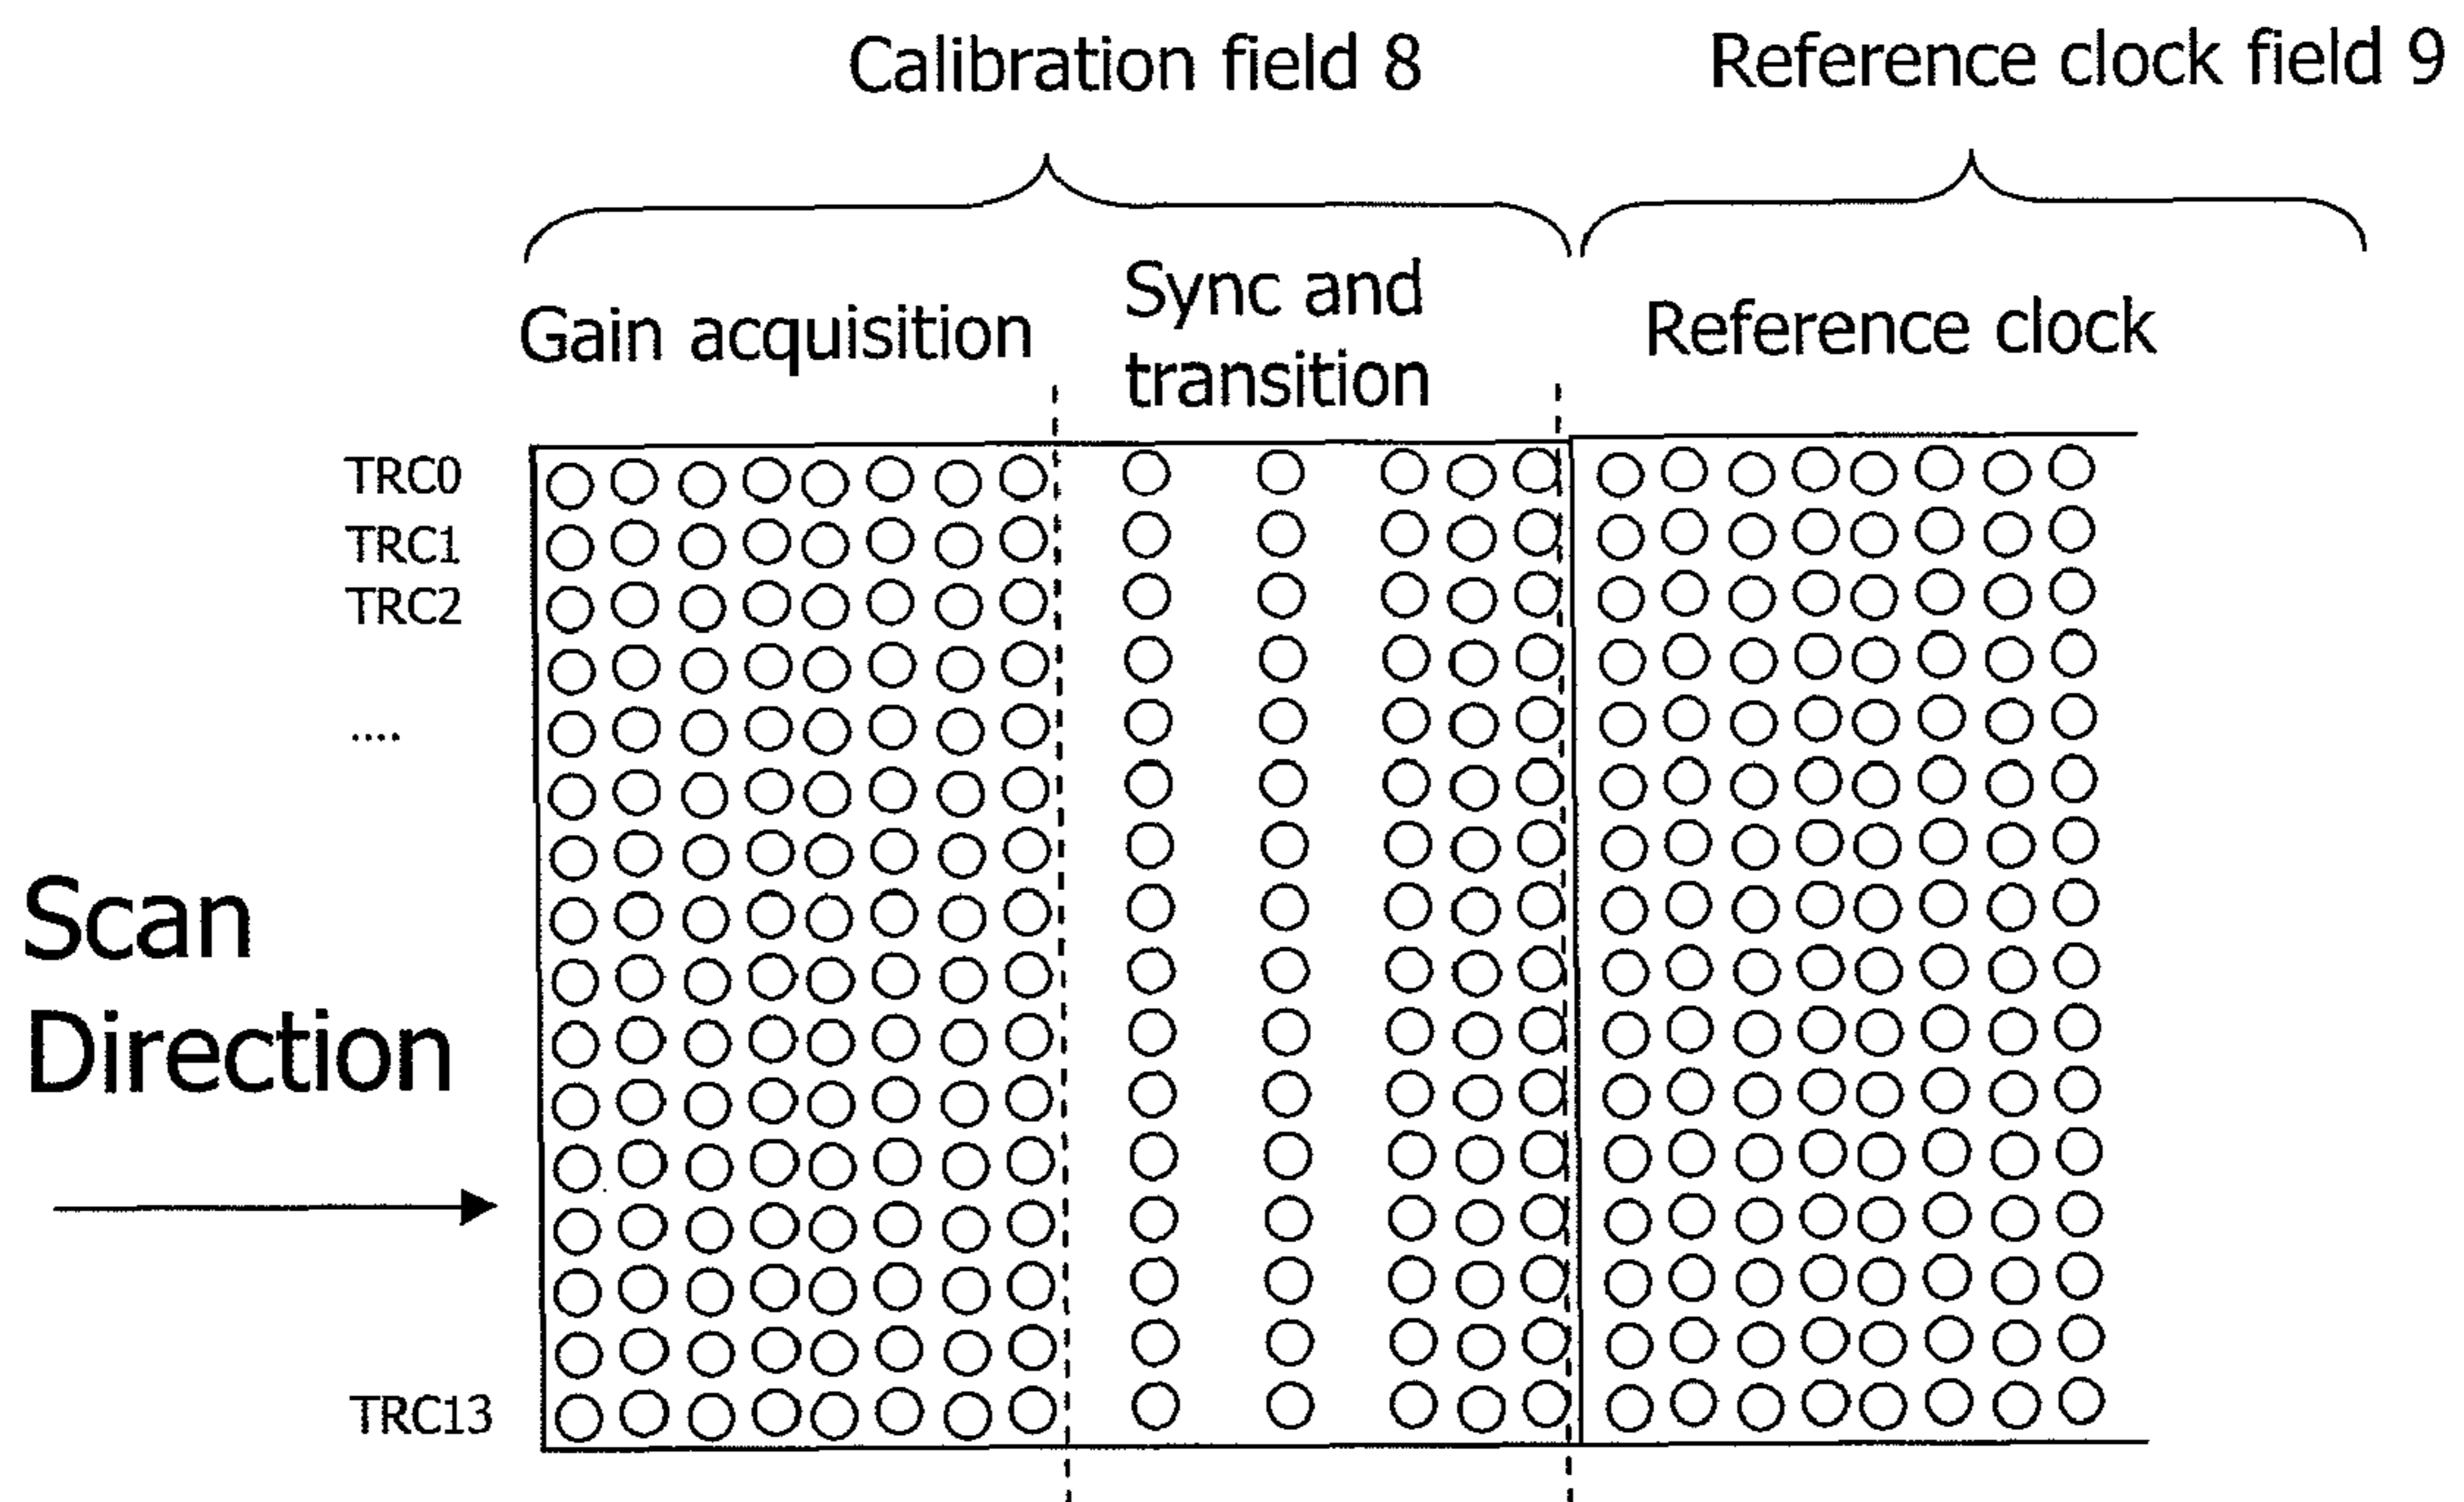 Calibration field 8
Reference clock field 9
Gain acquisition
Sync and
transition
Reference clock
TRC0
TRC1
TRC2
....
Scan
Direction
TRC13